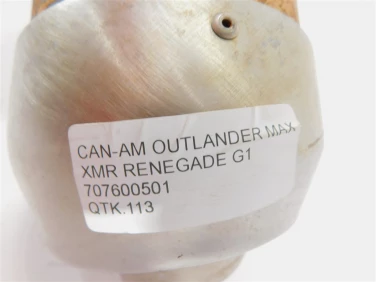 CAN-AM OUTLANDER MAX
XMR RENEGADE G1
707600501
QTK.113